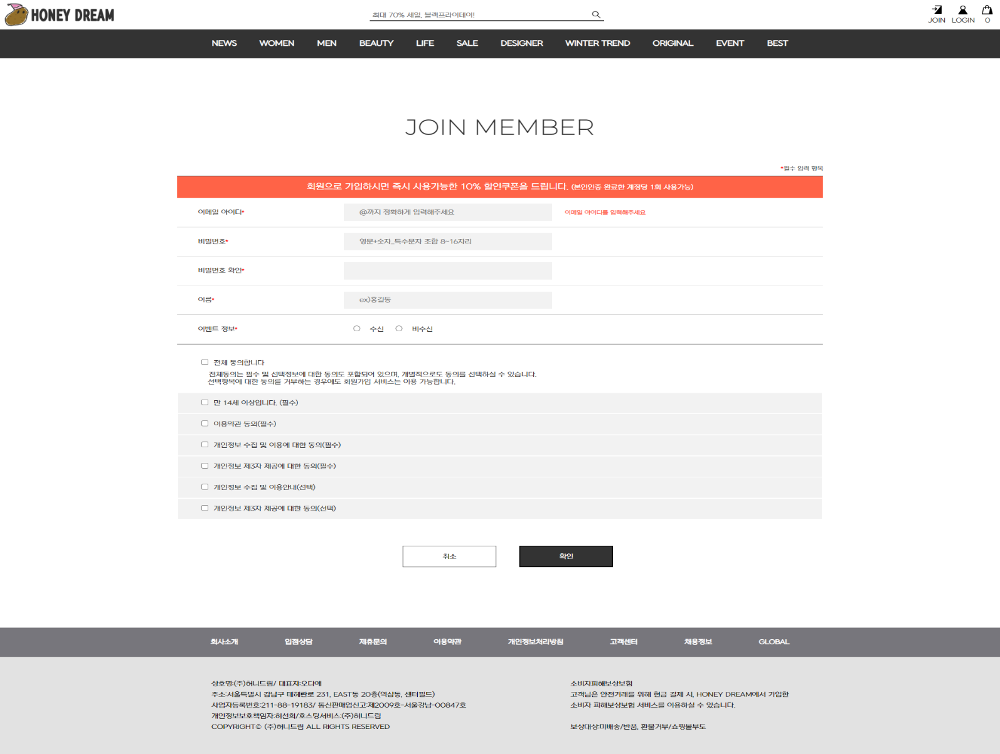 HONEY DREAM
최대 70% 세일, 블랙프라이데이!
JOIN LOGIN 0
NEWS WOMEN MEN BEAUTY LIFE SALE DESIGNER WINTER TREND ORIGINAL EVENT BEST
JOIN MEMBER
*필수 입력 항목
회원으로 가입하시면 즉시 사용가능한 10% 할인쿠폰을 드립니다. (본인인증 완료한 계정당 1회 사용가능)
이메일 아이디* @까지 정확하게 입력해주세요 이메일 아이디를 입력해주세요
비밀번호* 영문+숫자_특수문자 조합 8~16자리
비밀번호 확인*
이름* ex)홍길동
이벤트 정보* 수신 비수신
전체 동의합니다
전체동의는 필수 및 선택정보에 대한 동의도 포함되어 있으며, 개별적으로도 동의를 선택하실 수 있습니다.
선택항목에 대한 동의를 거부하는 경우에도 회원가입 서비스는 이용 가능합니다.
만 14세 이상입니다. (필수)
이용약관 동의(필수)
개인정보 수집 및 이용에 대한 동의(필수)
개인정보 제3자 제공에 대한 동의(필수)
개인정보 수집 및 이용안내(선택)
개인정보 제3자 제공에 대한 동의(선택)
취소 확인
회사소개 입점상담 제휴문의 이용약관 개인정보처리방침 고객센터 채용정보 GLOBAL
상호명:(주)허니드림/ 대표자:오다애
주소:서울특별시 감남구 테헤란로 231, EAST동 20층(역삼동, 센터필드)
사업자등록번호:211-88-19183/ 통신판매업신고:제2009호-서울강남-00847호
개인정보보호책임자:허선회/호스팅서비스:(주)허니드림
COPYRIGHT© (주)허니드림 ALL RIGHTS RESERVED
소비자피해보상보험
고객님은 안전거래를 위해 현금 결제 시, HONEY DREAM에서 가입한
소비자 피해보상보험 서비스를 이용하실 수 있습니다.
보상대상:미배송/반품, 환불거부/쇼핑몰부도